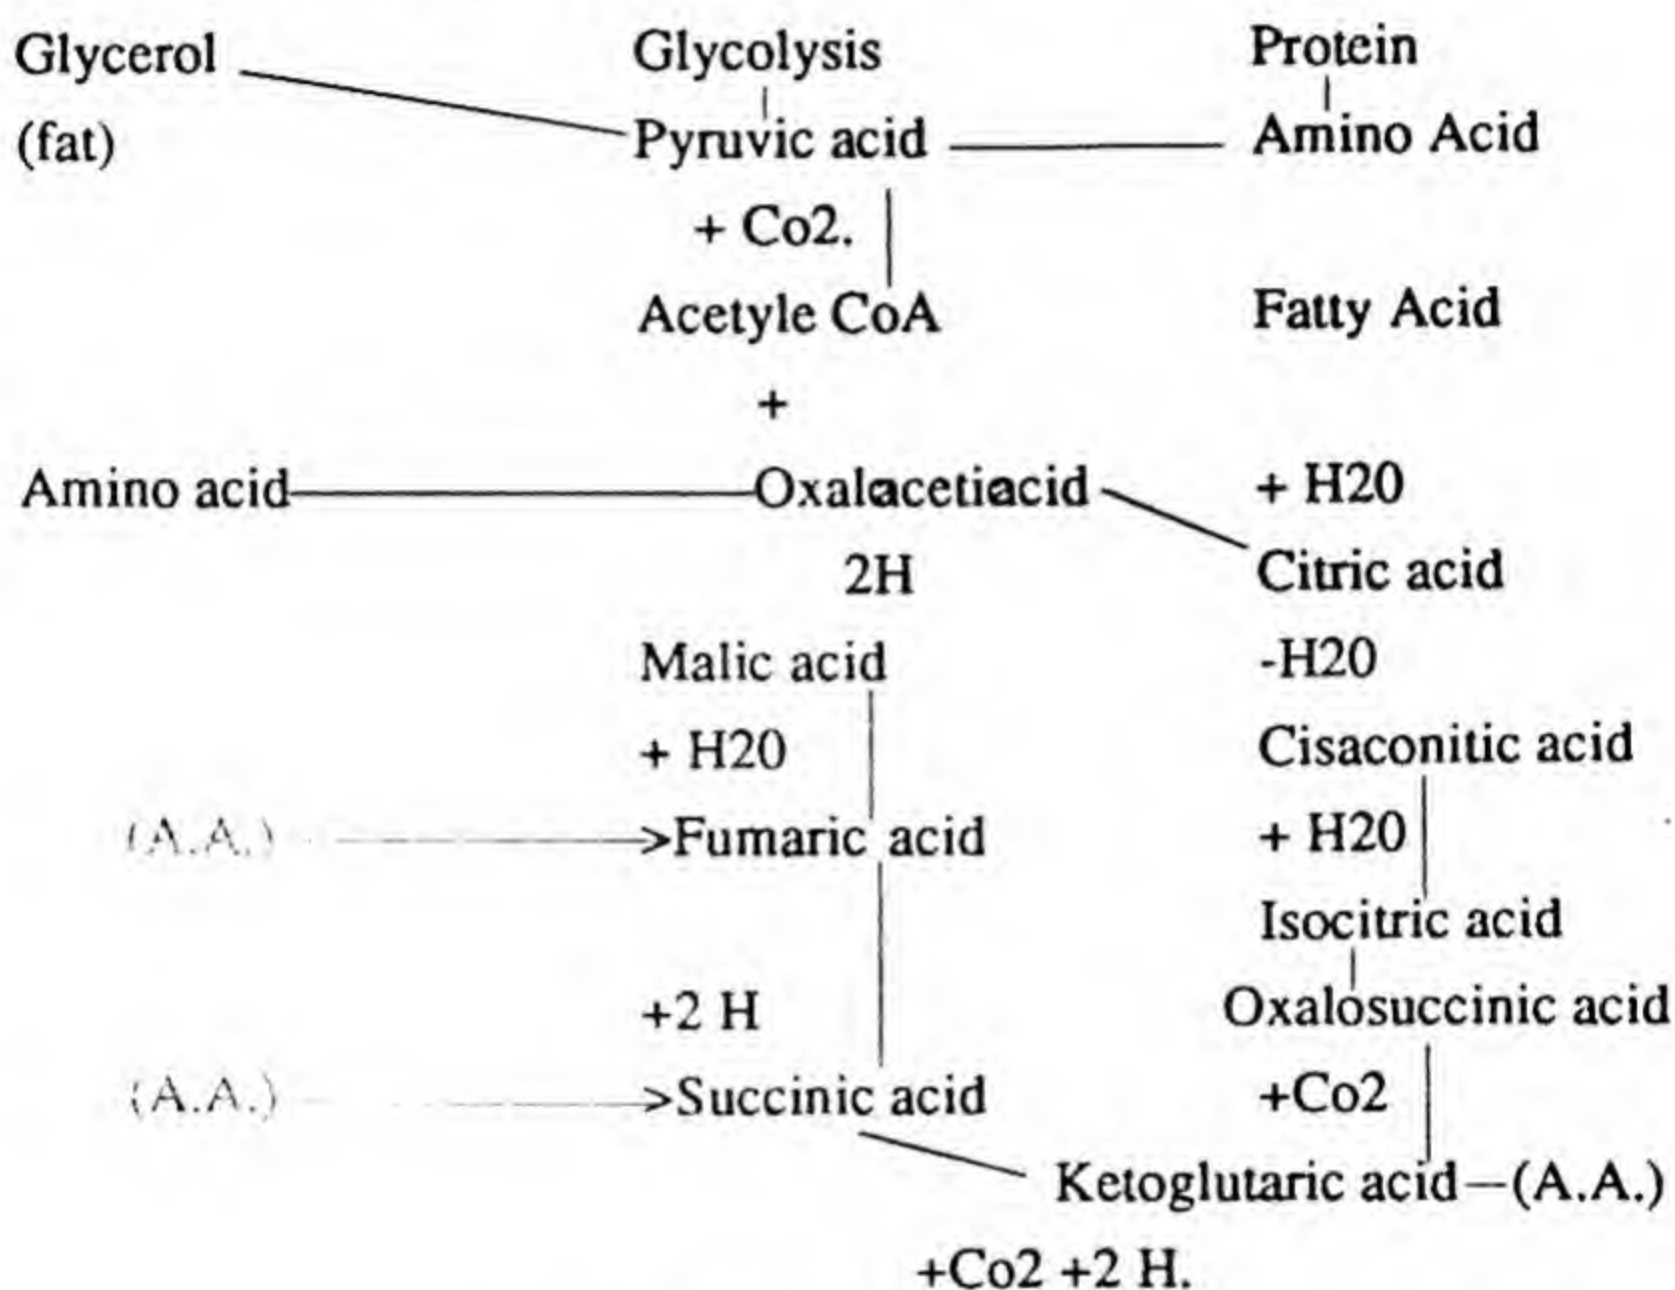 Glycerol Glycolysis Protein
(fat) Pyruvic acid Amino Acid
+ Co2.
Acetyle CoA Fatty Acid
+
Amino acid Oxalacetiacid + H20
2H Citric acid
Malic acid -H20
+ H20 Cisaconitic acid
(A.A.) >Fumaric acid + H20
Isocitric acid
+2 H Oxalosuccinic acid
(A.A.) >Succinic acid +Co2
Ketoglutaric acid—(A.A.)
+Co2 +2 H.